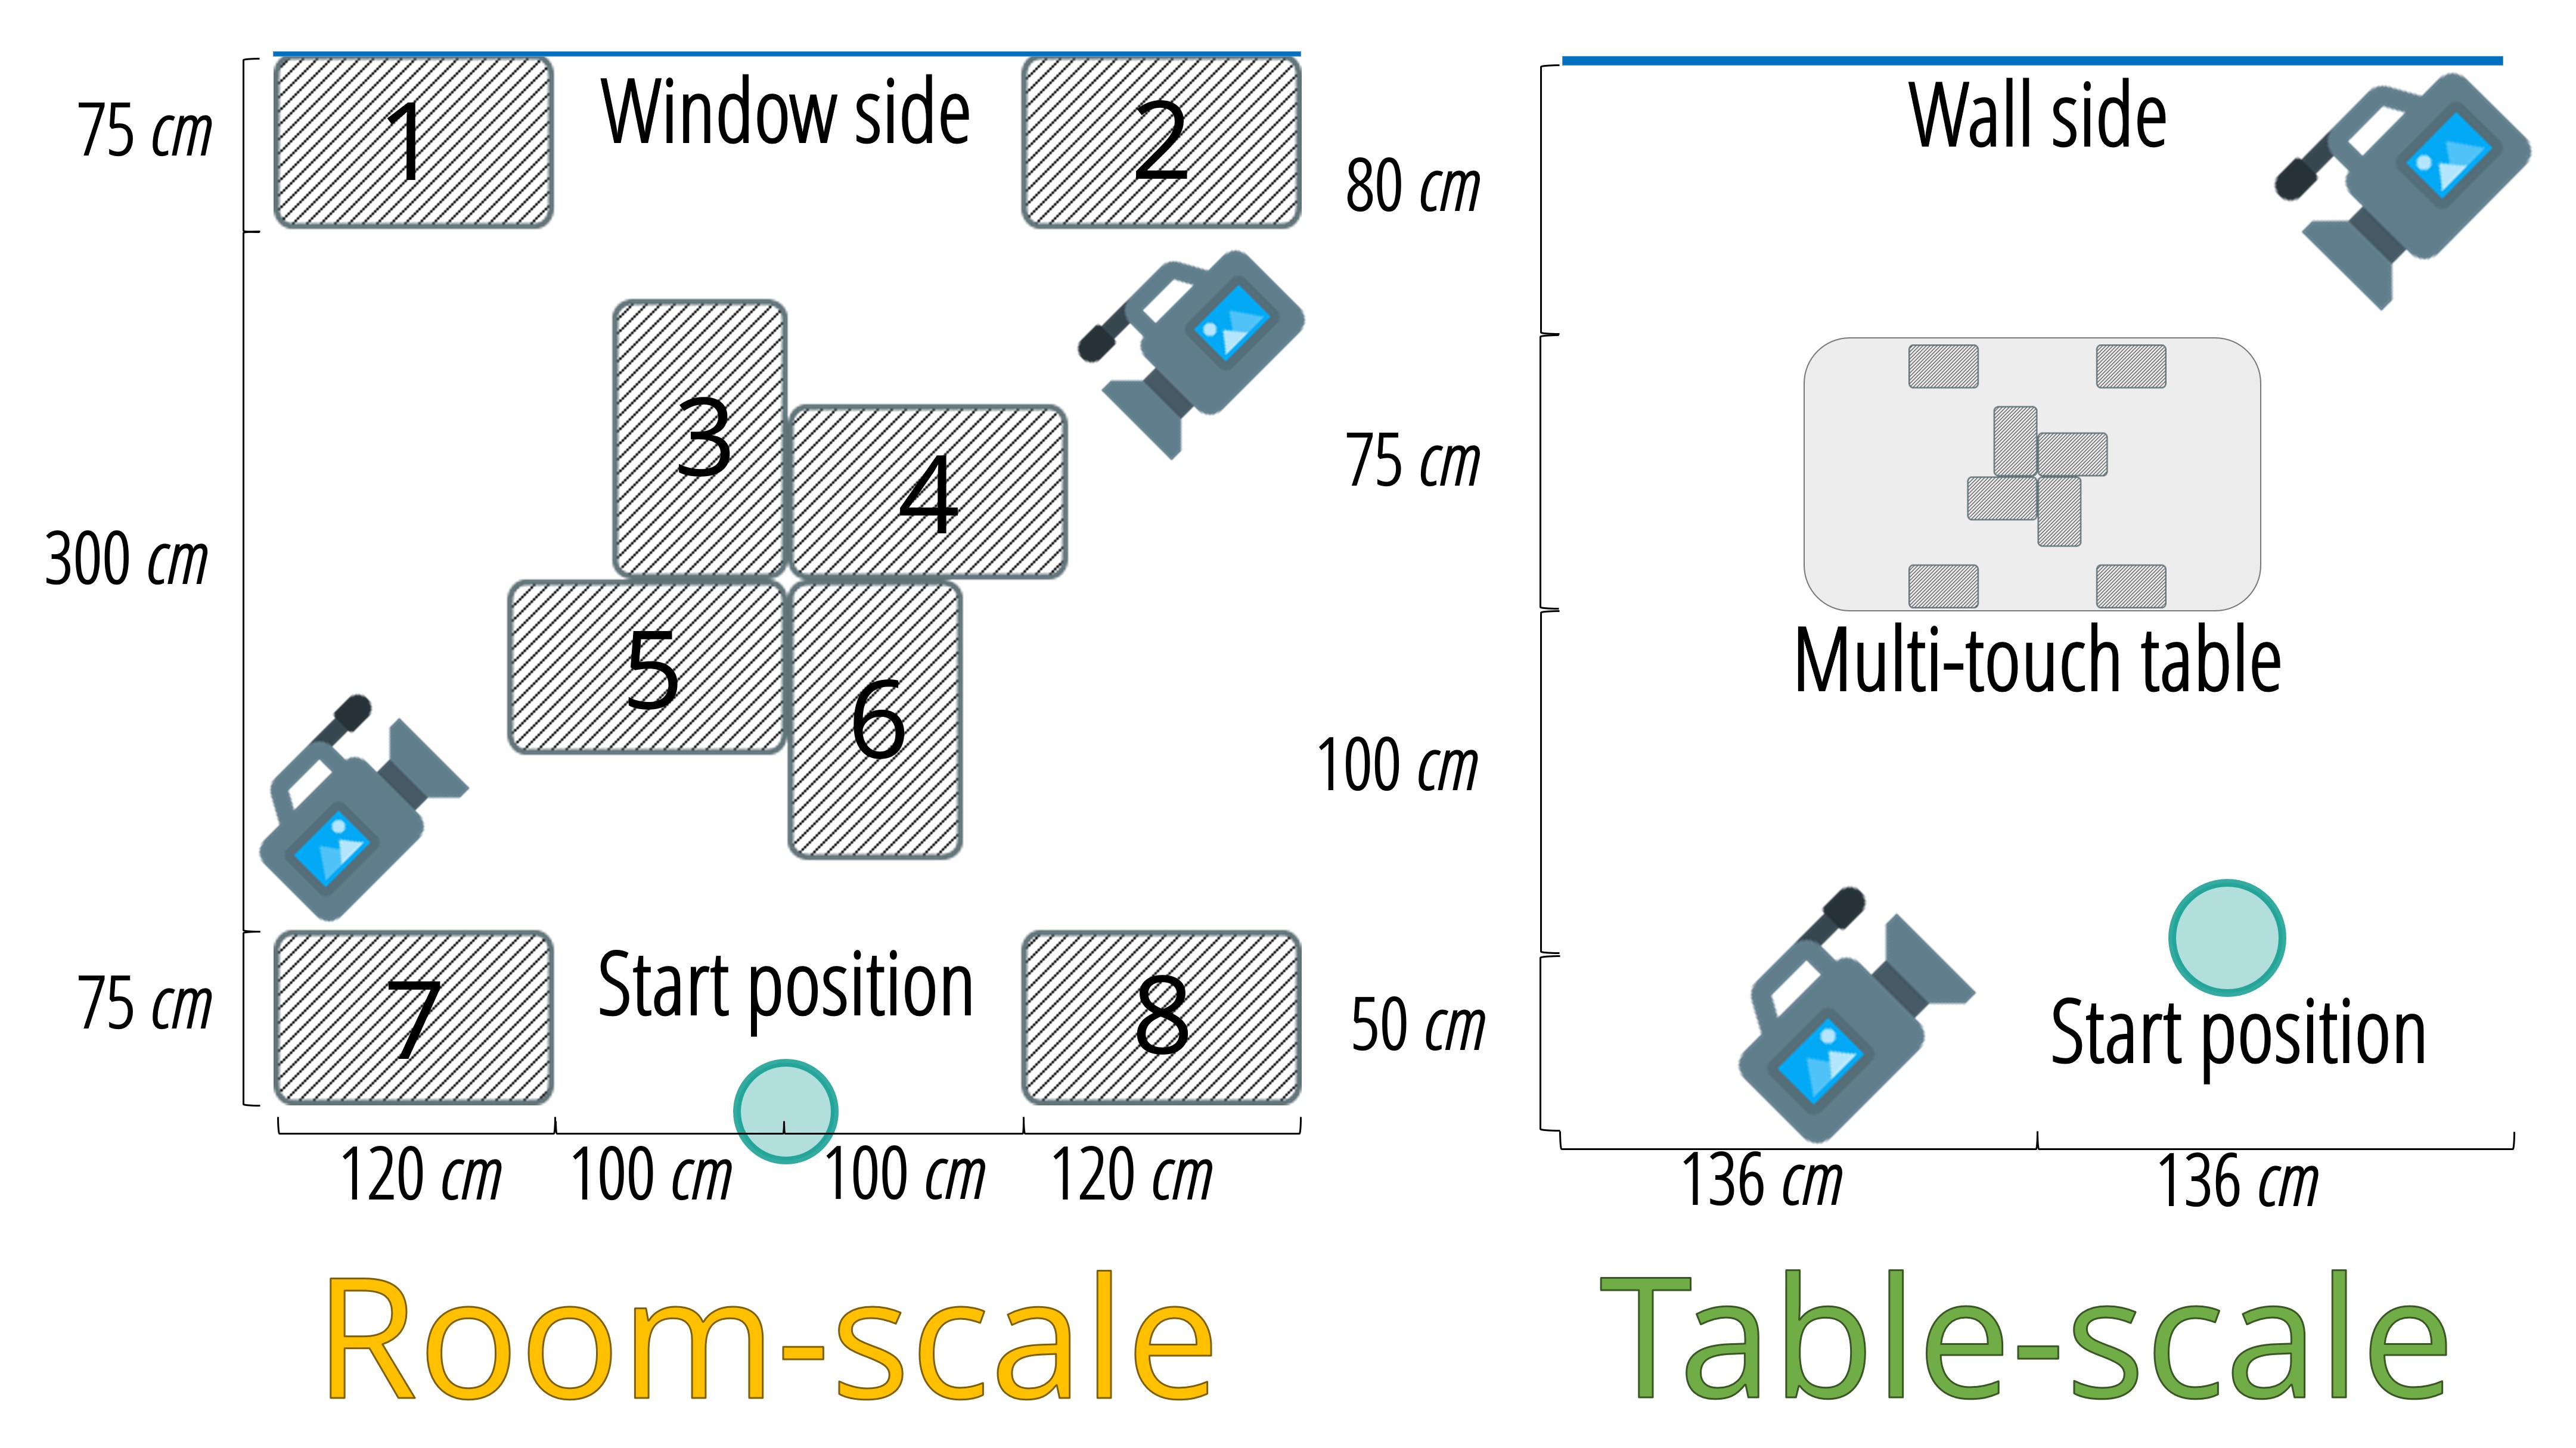 75 cm
1
Window side
2
300 cm
3
4
5
6
75 cm
7
Start position
8
120 cm
100 cm
100 cm
120 cm
Room-scale
80 cm
Wall side
75 cm
Multi-touch table
100 cm
50 cm
Start position
136 cm
136 cm
Table-scale